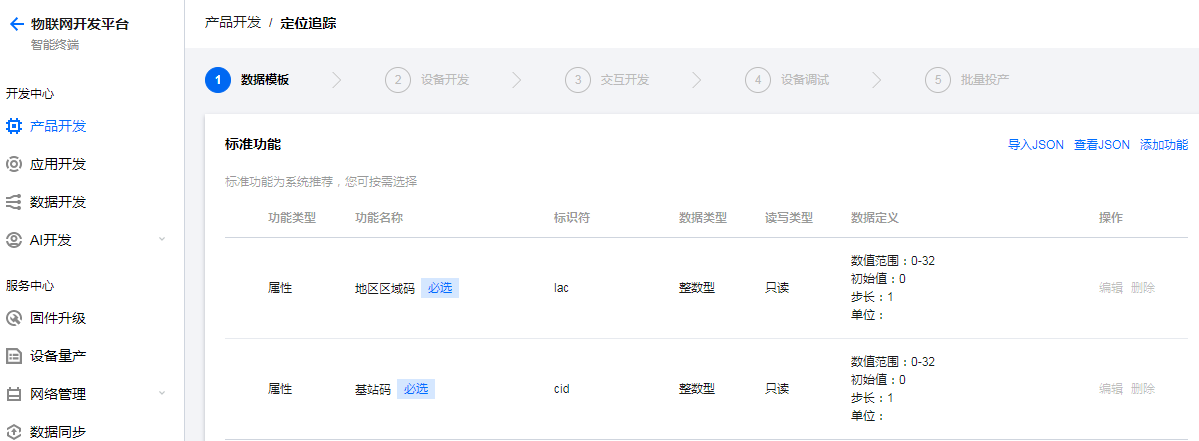 物联网开发平台
智能终端
开发中心
产品开发
应用开发
数据开发
AI开发
服务中心
固件升级
设备量产
网络管理
数据同步
产品开发 / 定位追踪
1 数据模板 2 设备开发 3 交互开发 4 设备调试 5 批量投产
标准功能 导入JSON 查看JSON 添加功能
标准功能为系统推荐，您可按需选择
功能类型 功能名称 标识符 数据类型 读写类型 数据定义 操作
属性 地区区域码 必选 lac 整数型 只读 数值范围：0-32
初始值：0
步长：1
单位：
编辑 删除
属性 基站码 必选 cid 整数型 只读 数值范围：0-32
初始值：0
步长：1
单位：
编辑 删除